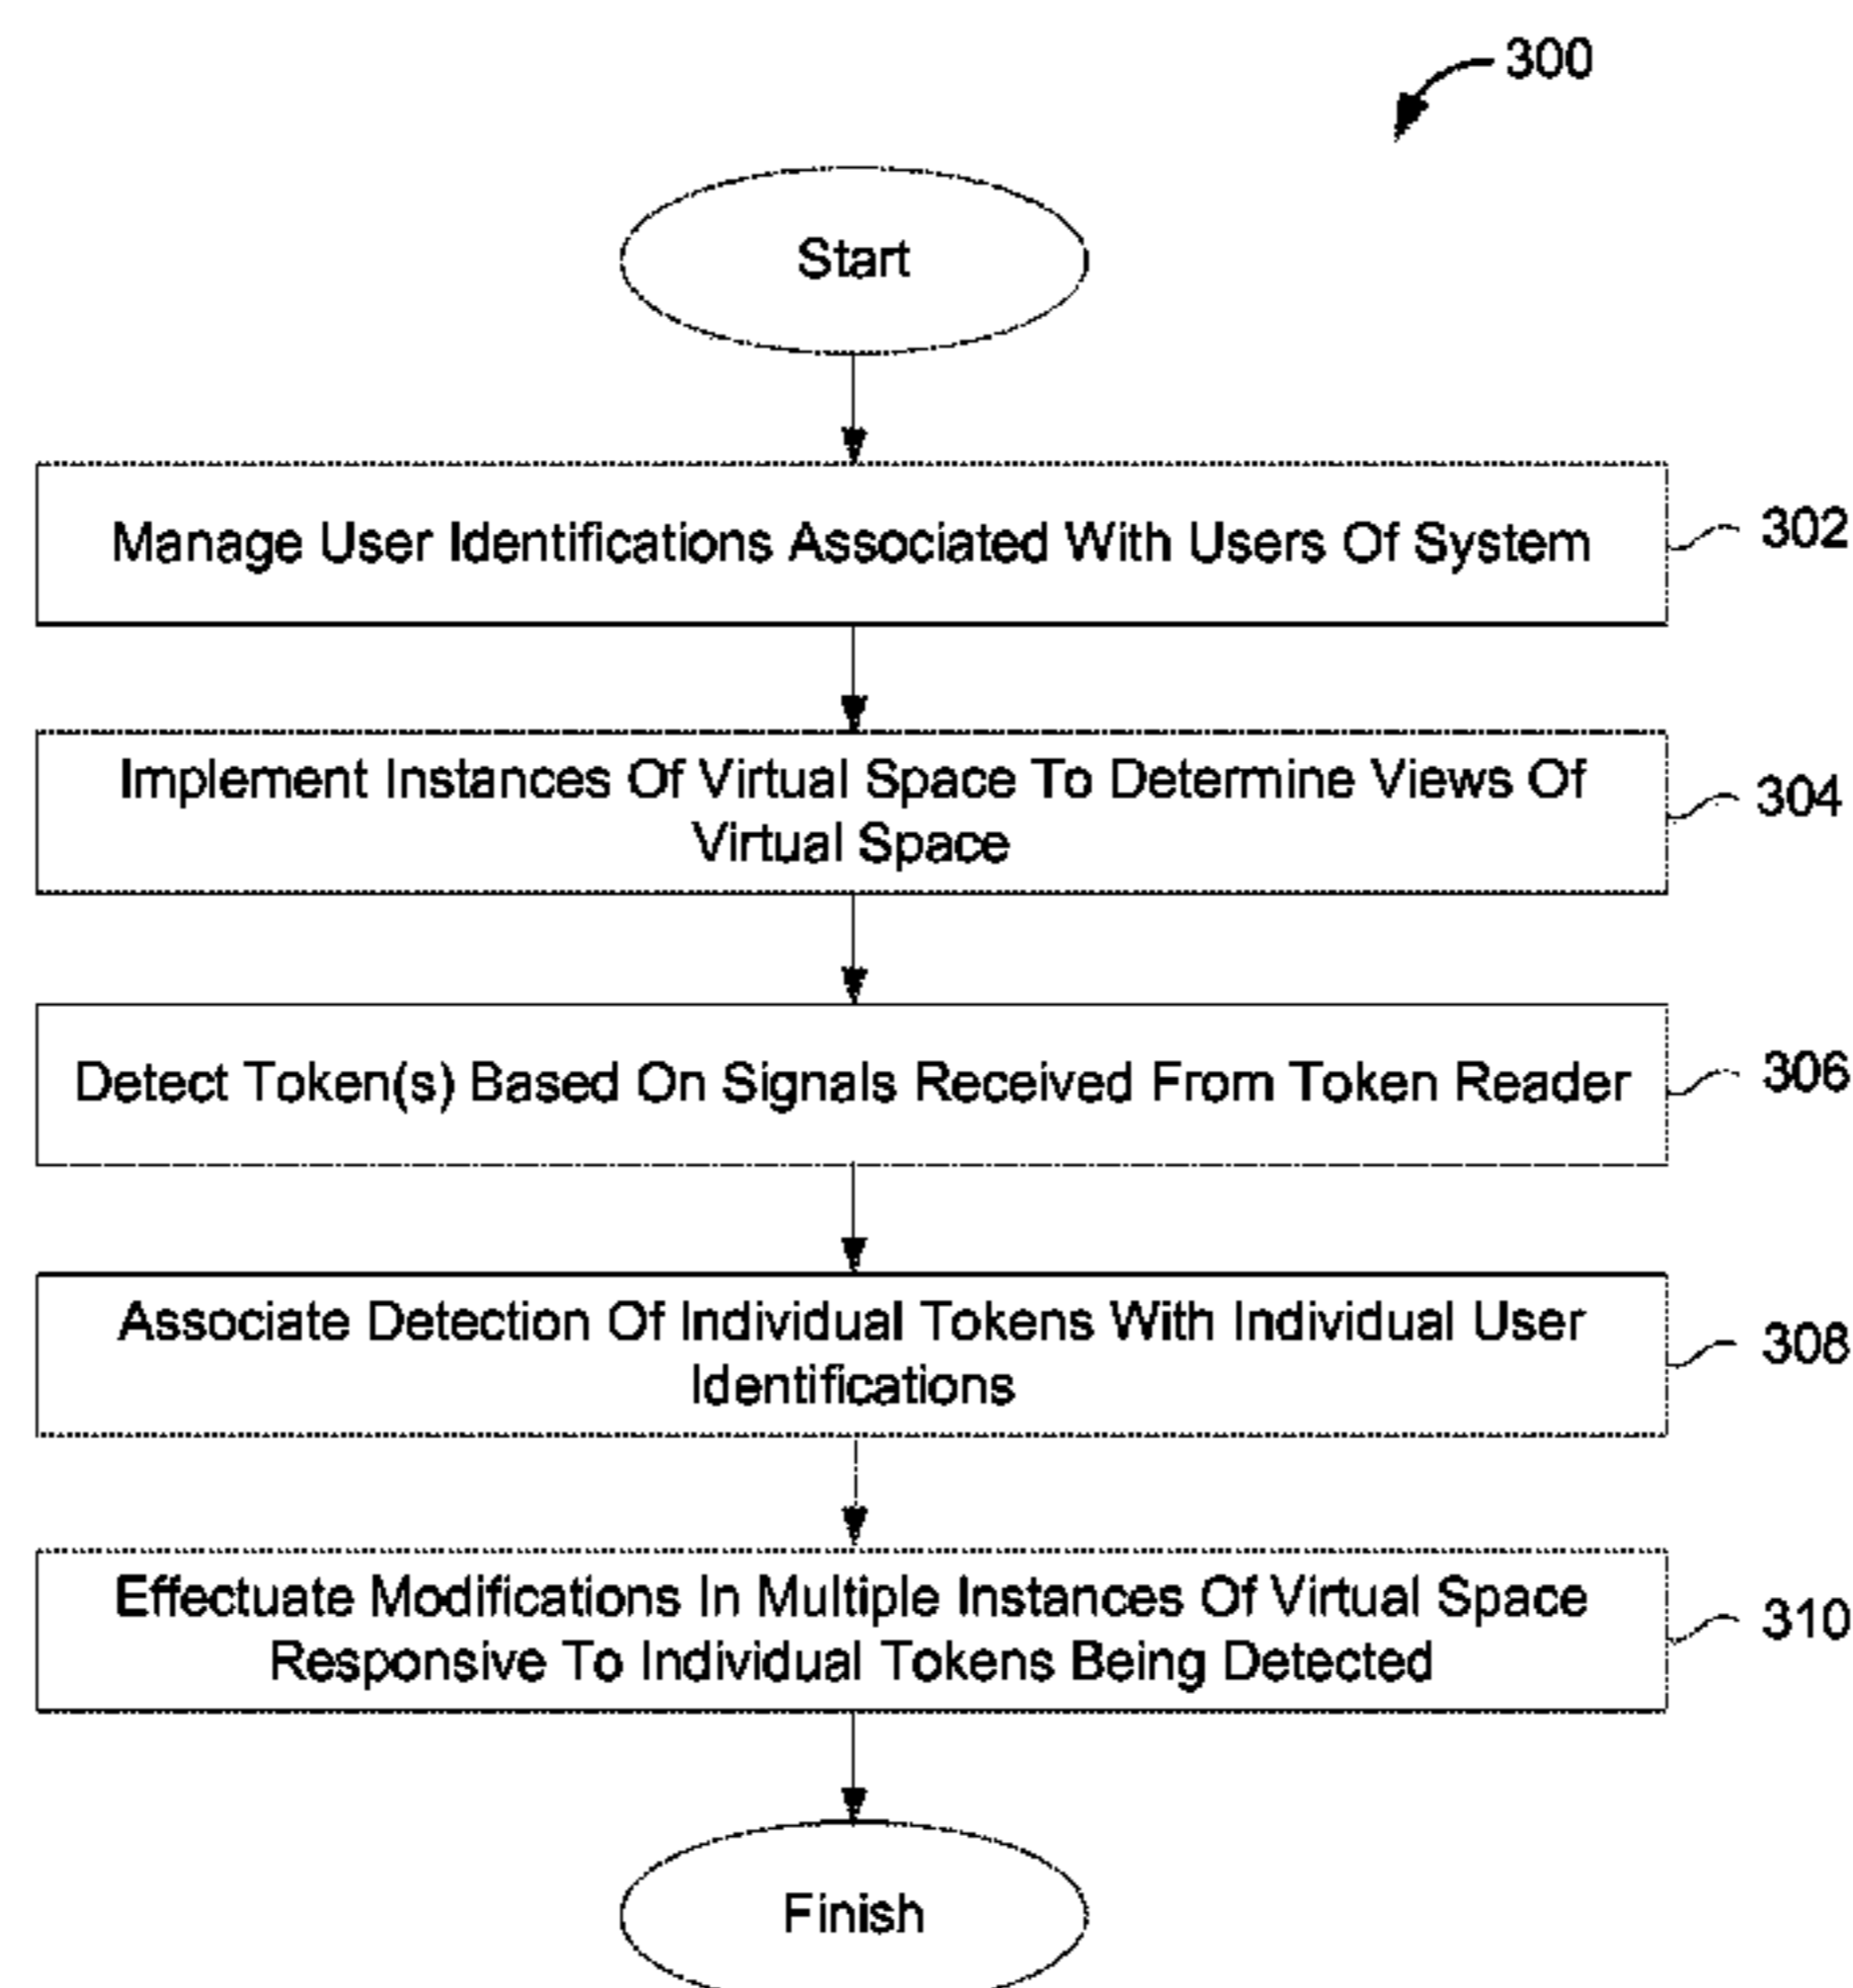 300
Start
Manage User Identifications Associated With Users Of System
302
Implement Instances Of Virtual Space To Determine Views Of
Virtual Space
304
Detect Token(s) Based On Signals Received From Token Reader
306
Associate Detection Of Individual Tokens With Individual User
Identifications
308
Effectuate Modifications In Multiple Instances Of Virtual Space
Responsive To Individual Tokens Being Detected
310
Finish